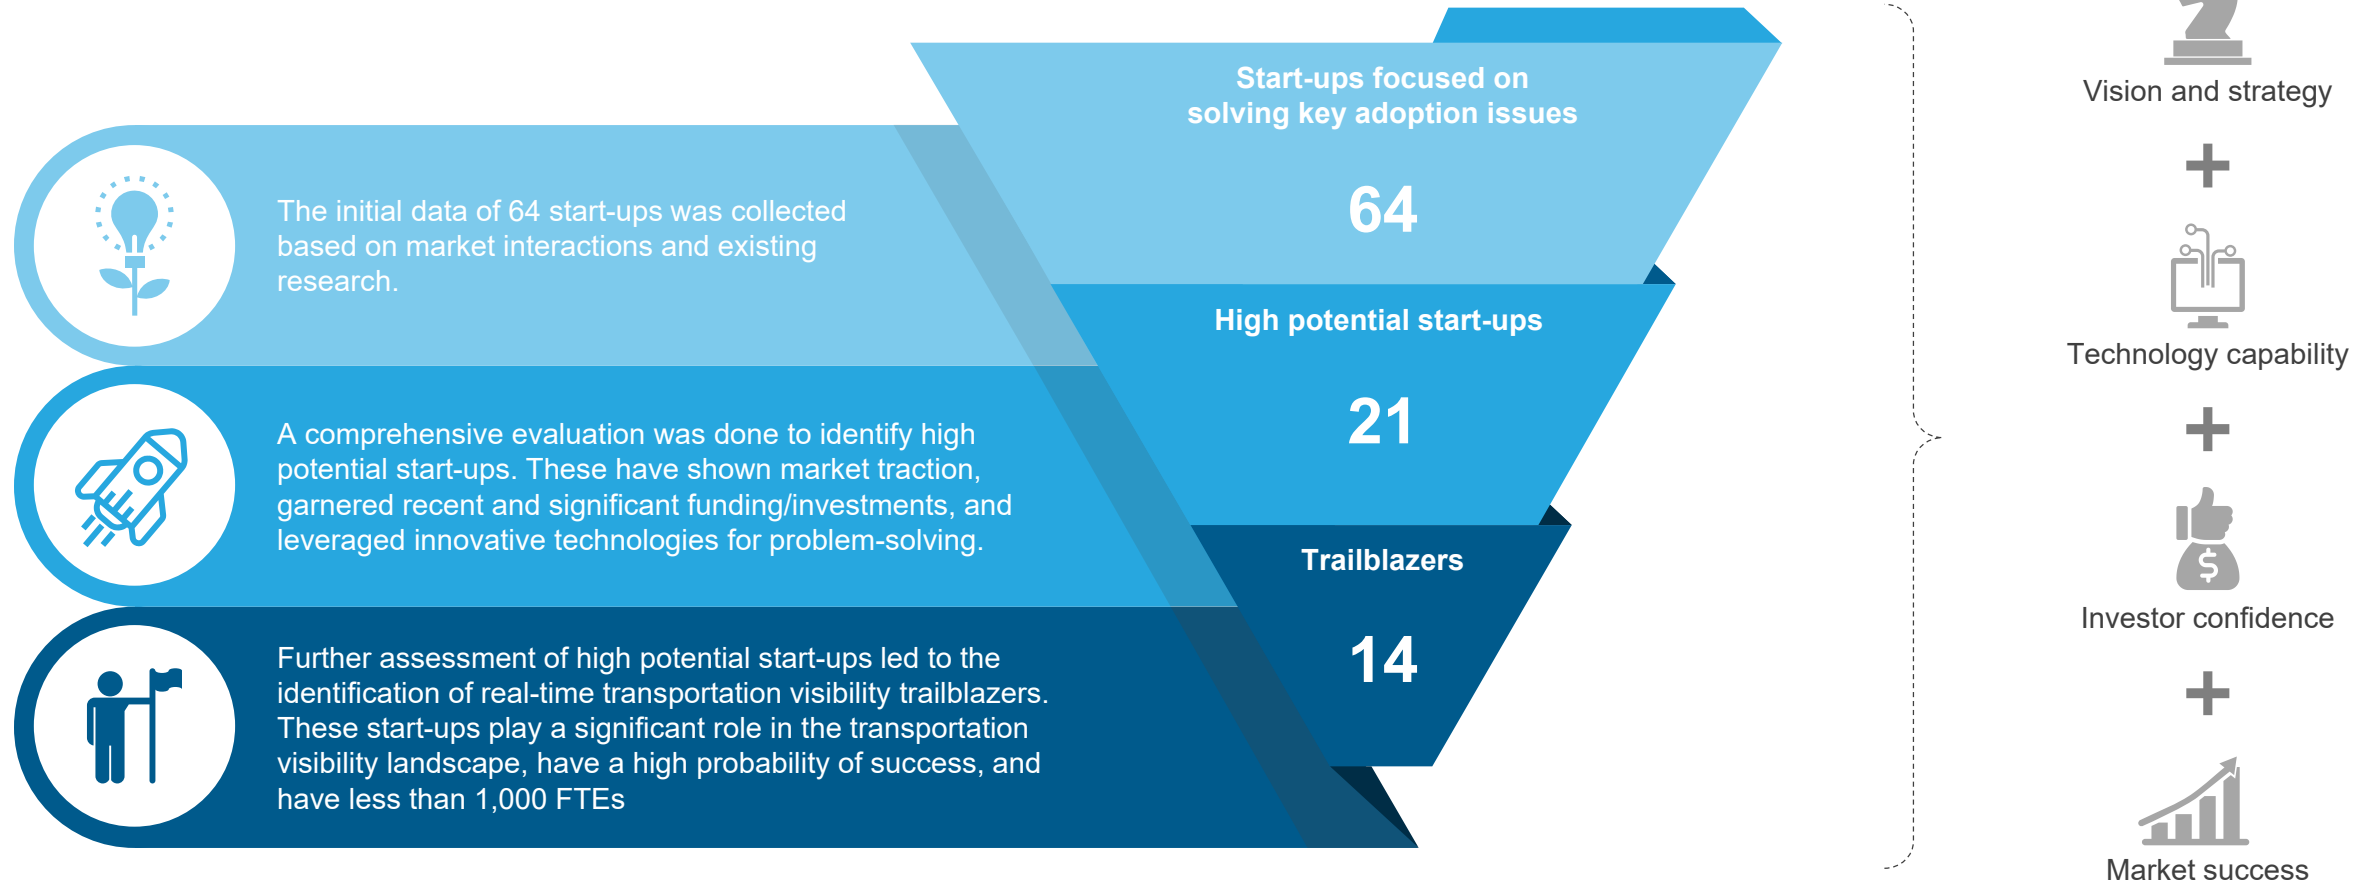 Start-ups focused on
solving key adoption issues
64
The initial data of 64 start-ups was collected
based on market interactions and existing
research.
High potential start-ups
21
A comprehensive evaluation was done to identify high
potential start-ups. These have shown market traction,
garnered recent and significant funding/investments, and
leveraged innovative technologies for problem-solving.
Trailblazers
14
Further assessment of high potential start-ups led to the
identification of real-time transportation visibility trailblazers.
These start-ups play a significant role in the transportation
visibility landscape, have a high probability of success, and
have less than 1,000 FTEs
Vision and strategy
+
Technology capability
+
$
Investor confidence
+
Market success